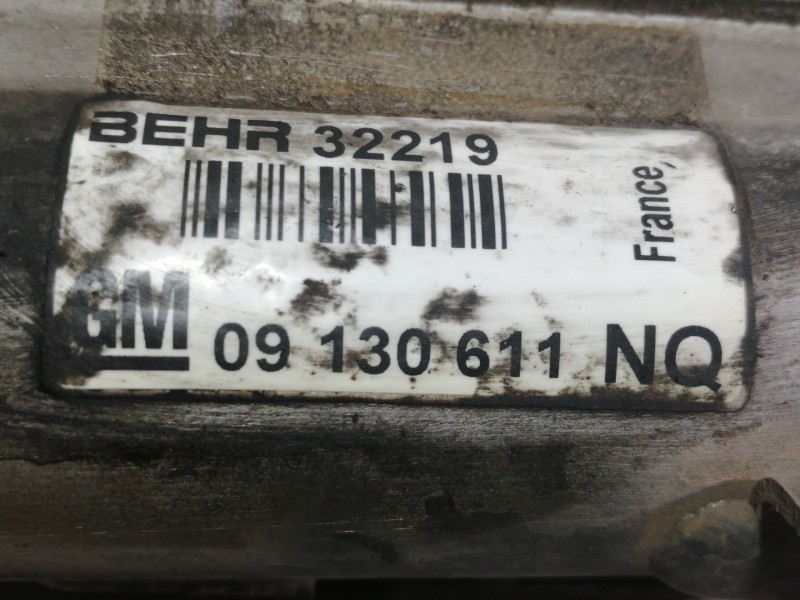 BEHR 32219
France,
GM 09 130 611 NQ